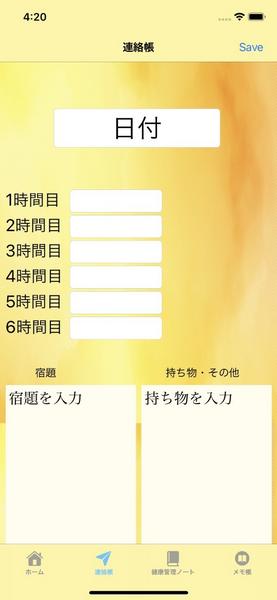 4:20
連絡帳 Save
日付
1時間目
2時間目
3時間目
4時間目
5時間目
6時間目
宿題 持ち物・その他
宿題を入力 持ち物を入力
ホーム 連絡帳 健康管理ノート メモ帳